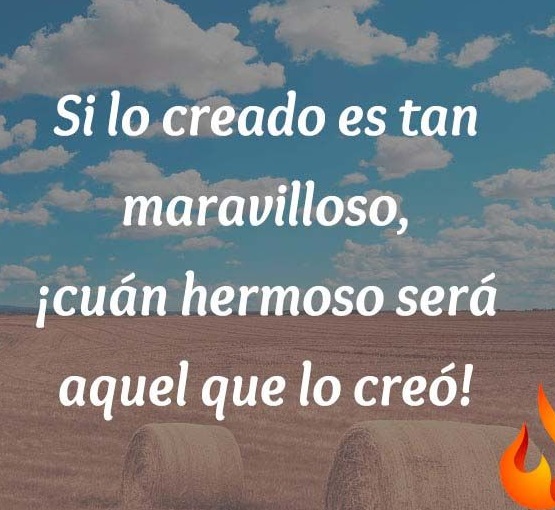 Si lo creado es tan
maravilloso,
¡cuán hermoso será
aquel que lo creó!